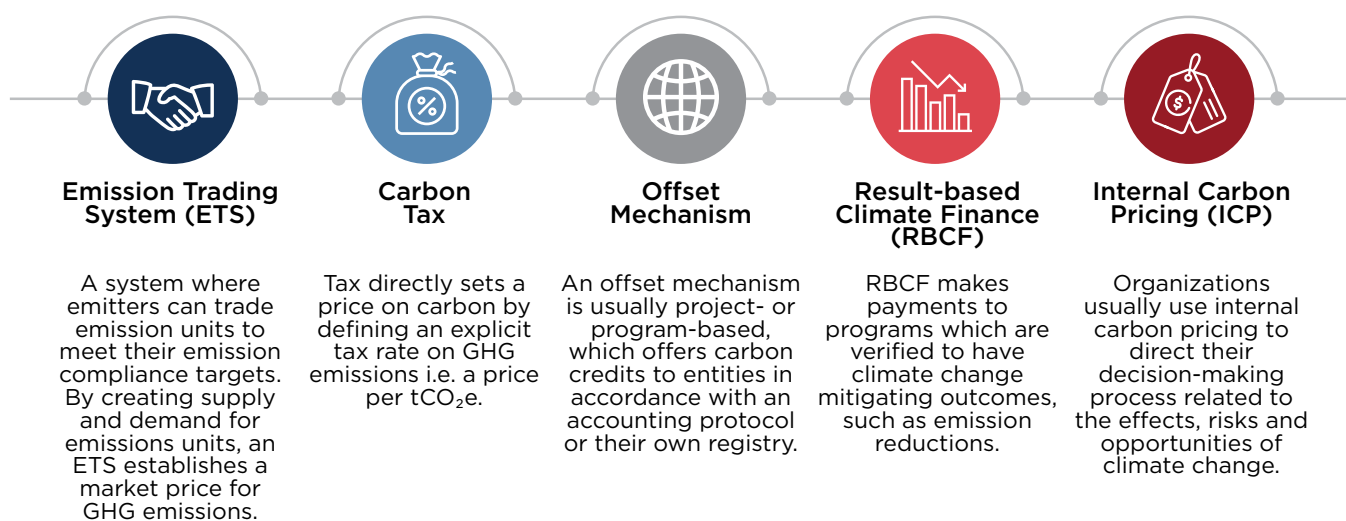 Emission Trading
System (ETS)
A system where
emitters can trade
emission units to
meet their emission
compliance targets.
By creating supply
and demand for
emissions units, an
ETS establishes a
market price for
GHG emissions.
Carbon
Tax
Tax directly sets a
price on carbon by
defining an explicit
tax rate on GHG
emissions i.e. a price
per tCO₂e.
Offset
Mechanism
An offset mechanism
is usually project- or
program-based,
which offers carbon
credits to entities in
accordance with an
accounting protocol
or their own registry.
Result-based
Climate Finance
(RBCF)
RBCF makes
payments to
programs which are
verified to have
climate change
mitigating outcomes,
such as emission
reductions.
Internal Carbon
Pricing (ICP)
Organizations
usually use internal
carbon pricing to
direct their
decision-making
process related to
the effects, risks and
opportunities of
climate change.